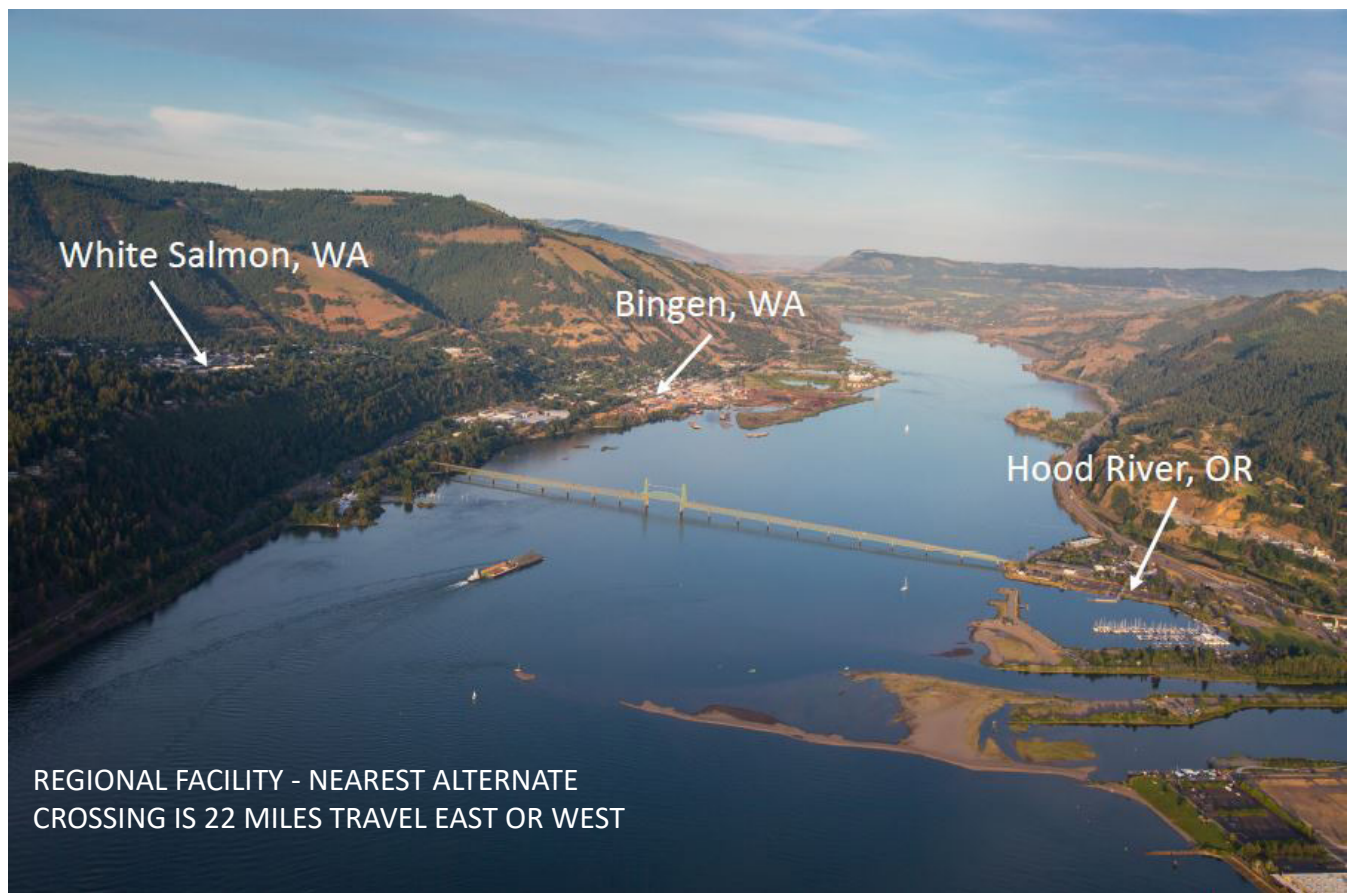 White Salmon, WA
Bingen, WA
Hood River, OR
REGIONAL FACILITY - NEAREST ALTERNATE
CROSSING IS 22 MILES TRAVEL EAST OR WEST